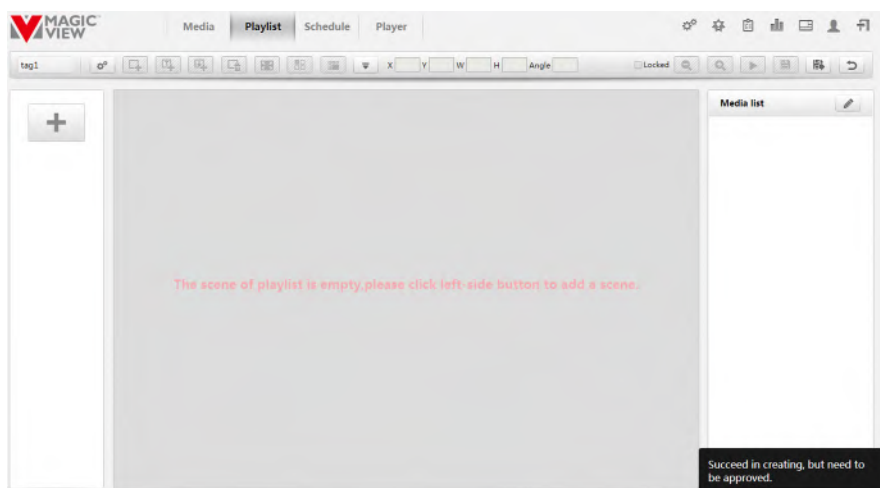 MAGIC
VIEW
Media Playlist Schedule Player
tag1 X Y W H Angle Locked
Media list
The scene of playlist is empty,please click left-side button to add a scene.
Succeed in creating, but need to
be approved.